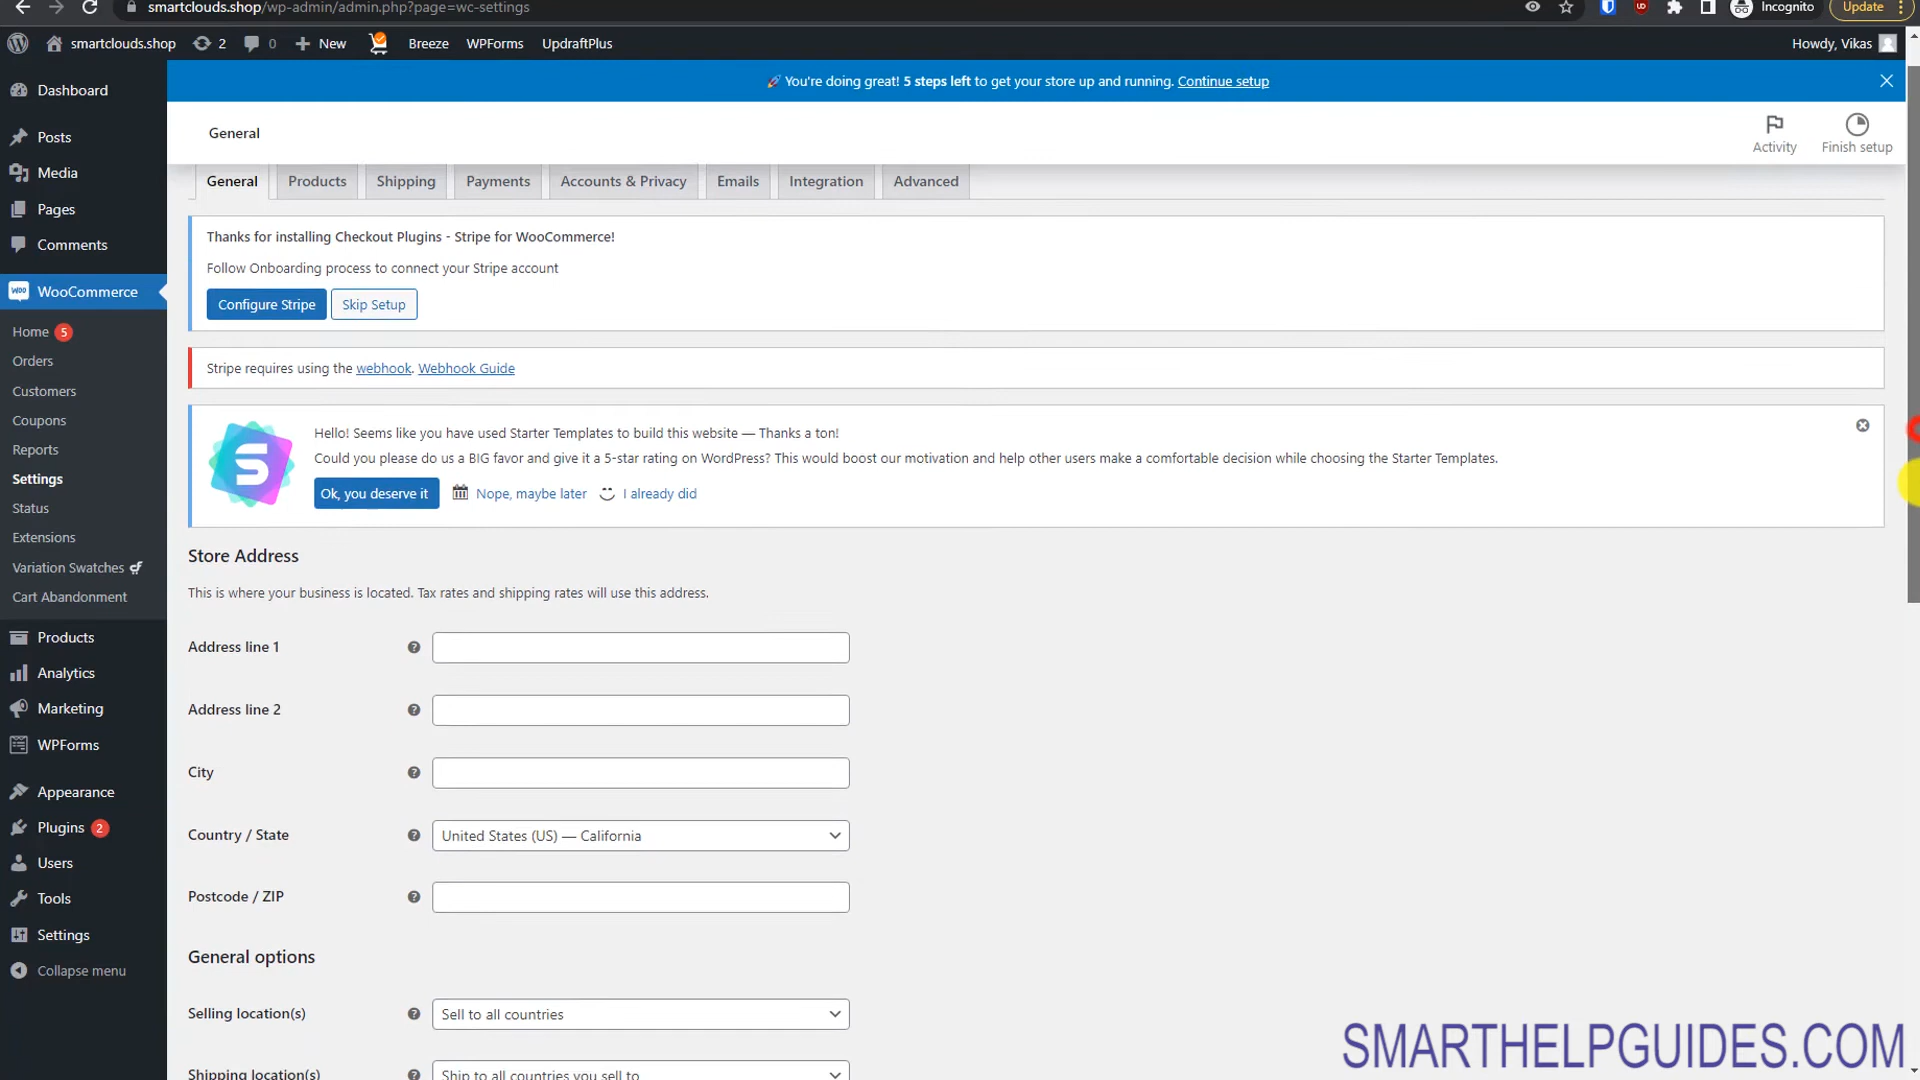 smartclouds.shop/wp-admin/admin.php?page=wc-settings
Incognito
Update
smartclouds.shop
2
0
New
Breeze
WPForms
UpdraftPlus
Howdy, Vikas
You're doing great! 5 steps left to get your store up and running. Continue setup
General
Activity
Finish setup
Dashboard
Posts
Media
Pages
Comments
WooCommerce
Home 5
Orders
Customers
Coupons
Reports
Settings
Status
Extensions
Variation Swatches
Cart Abandonment
Products
Analytics
Marketing
WPForms
Appearance
Plugins 2
Users
Tools
Settings
Collapse menu
General
Products
Shipping
Payments
Accounts & Privacy
Emails
Integration
Advanced
Thanks for installing Checkout Plugins - Stripe for WooCommerce!
Follow Onboarding process to connect your Stripe account
Configure Stripe
Skip Setup
Stripe requires using the webhook. Webhook Guide
Hello! Seems like you have used Starter Templates to build this website — Thanks a ton!
Could you please do us a BIG favor and give it a 5-star rating on WordPress? This would boost our motivation and help other users make a comfortable decision while choosing the Starter Templates.
Ok, you deserve it
Nope, maybe later
I already did
Store Address
This is where your business is located. Tax rates and shipping rates will use this address.
Address line 1
Address line 2
City
Country / State
United States (US) — California
Postcode / ZIP
General options
Selling location(s)
Sell to all countries
Shipping location(s)
Ship to all countries you sell to
SMARTHELPGUIDES.COM